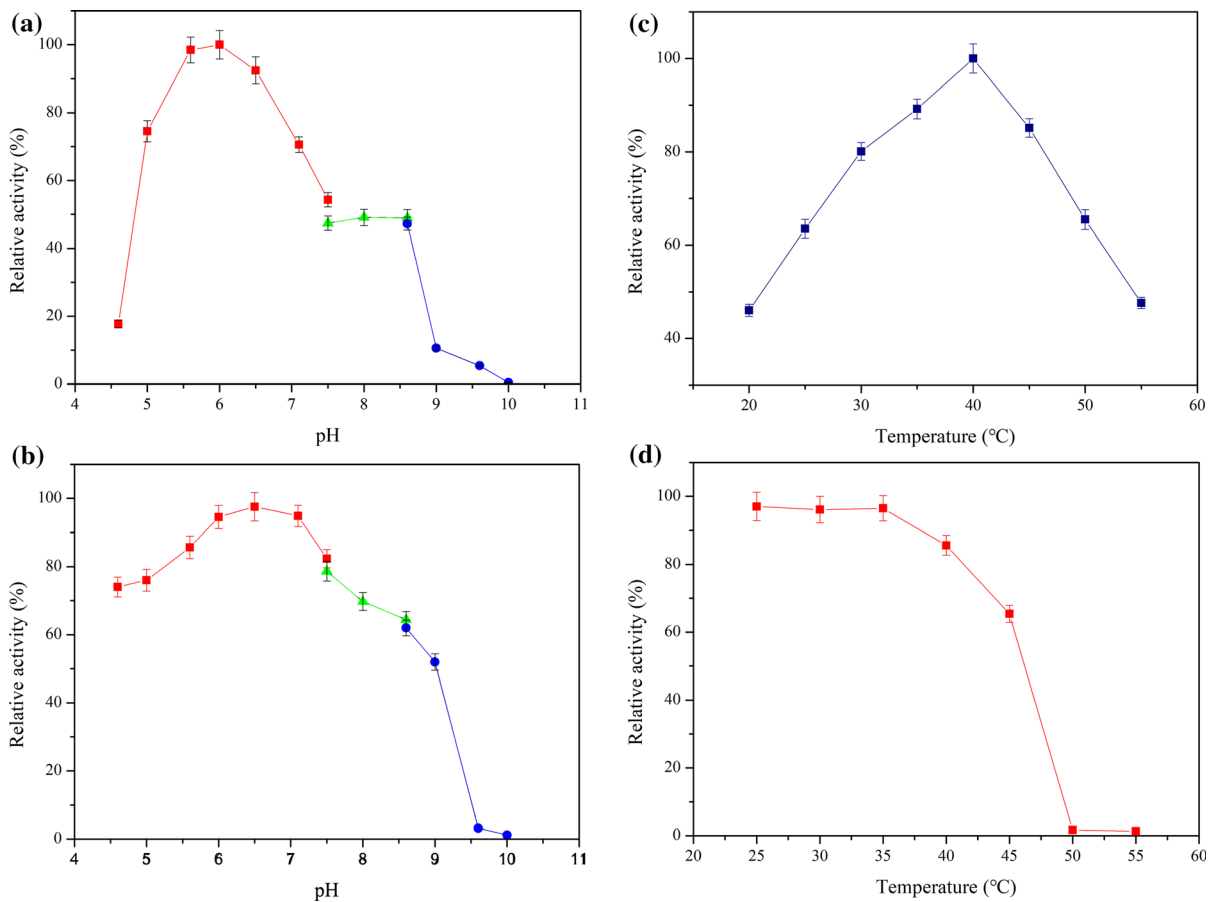 (a)
Relative activity (%)
100
80
60
40
20
0
4 5 6 7 8 9 10 11
pH
(c)
Relative activity (%)
100
80
60
40
20 30 40 50 60
Temperature (℃)
(b)
Relative activity (%)
100
80
60
40
20
0
4 5 6 7 8 9 10 11
pH
(d)
Relative activity (%)
100
80
60
40
20
0
20 25 30 35 40 45 50 55 60
Temperature (℃)